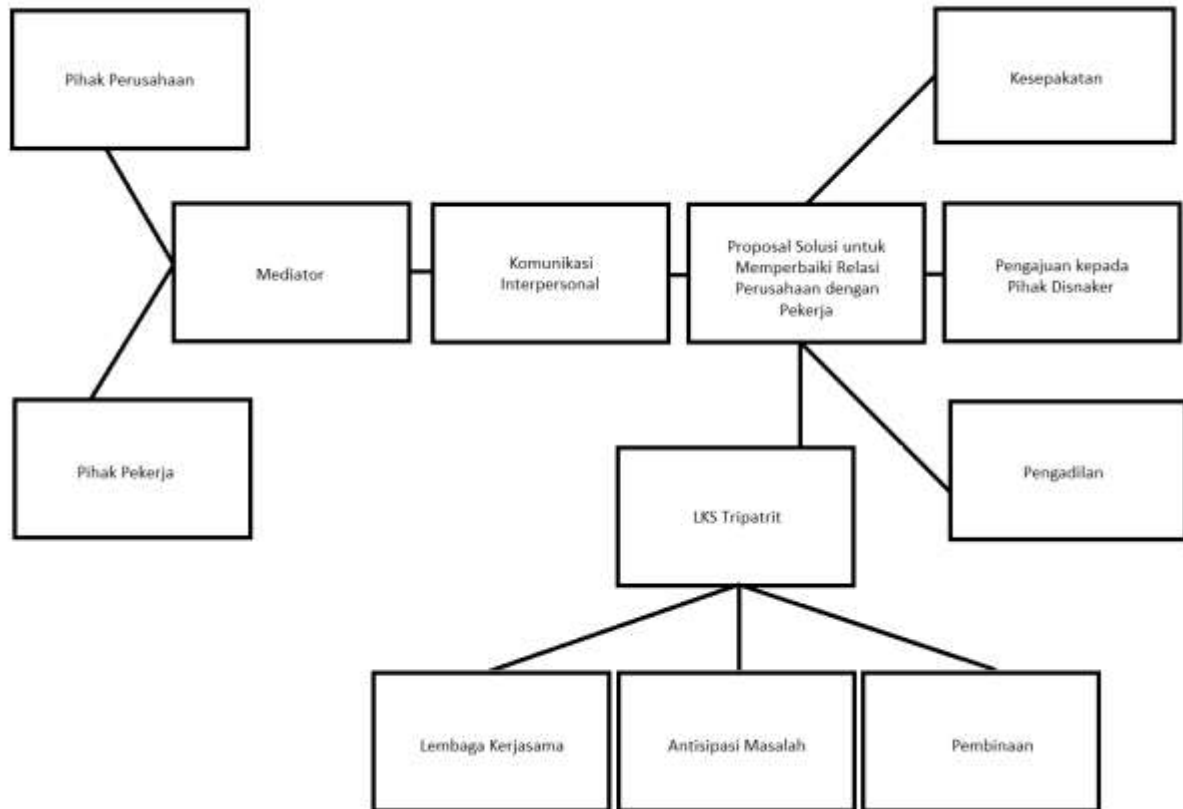 Pihak Perusahaan
Kesepakatan
Mediator
Komunikasi
Interpersonal
Proposal Solusi untuk
Memperbaiki Relasi
Perusahaan dengan
Pekerja
Pengajuan kepada
Pihak Disnaker
Pihak Pekerja
Pengadilan
LKS Tripatrit
Lembaga Kerjasama
Antisipasi Masalah
Pembinaan